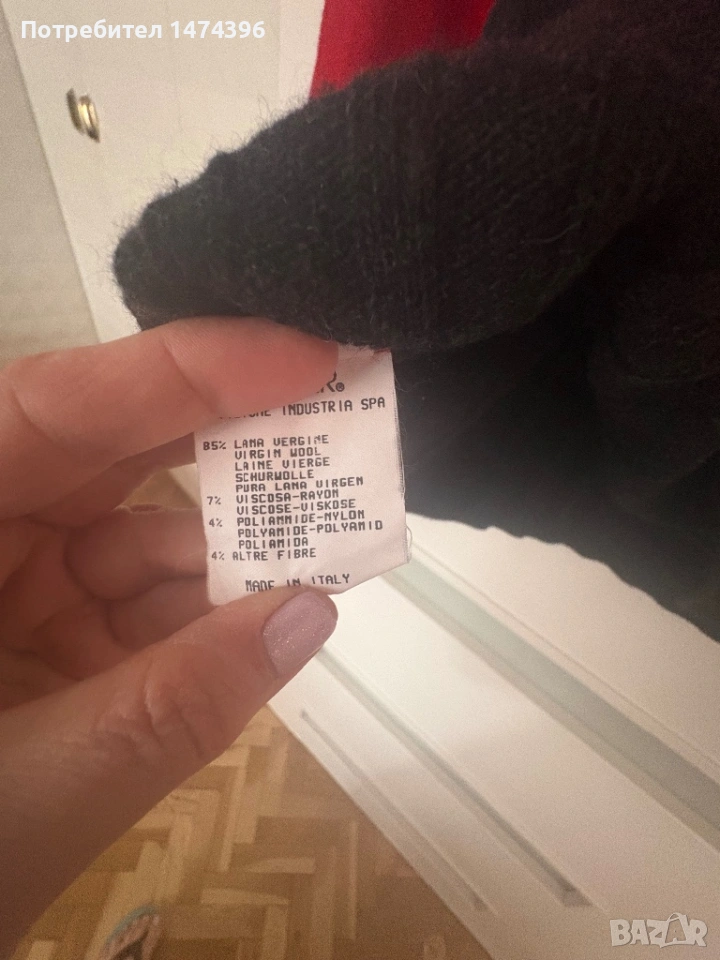 Потребител 1474396
R®
INDUSTRIA SPA
85% LANA VERGINE
VIRGIN WOOL
LAINE VIERGE
SCHURWOLLE
PURA LANA VIRGEN
7% VISCOSA-RAYON
VISCOSE-VISKOSE
4% POLIAMMIDE-NYLON
POLYAMIDE-POLYAMID
POLIAMIDA
4% ALTRE FIBRE
MADE IN ITALY
BAZAR